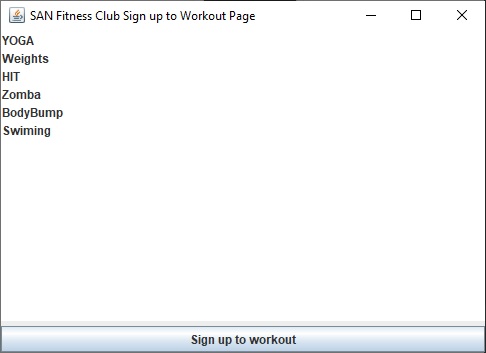 SAN Fitness Club Sign up to Workout Page
YOGA
Weights
HIT
Zomba
BodyBump
Swiming
Sign up to workout